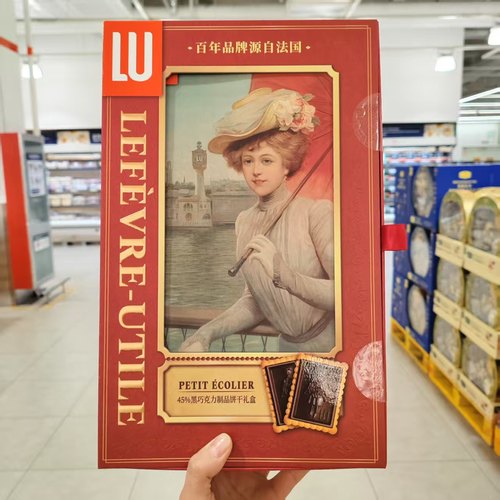 LU
·百年品牌源自法国·
LEFÈVRE-UTILE
PETIT ÉCOLIER
45%黑巧克力制品饼干礼盒